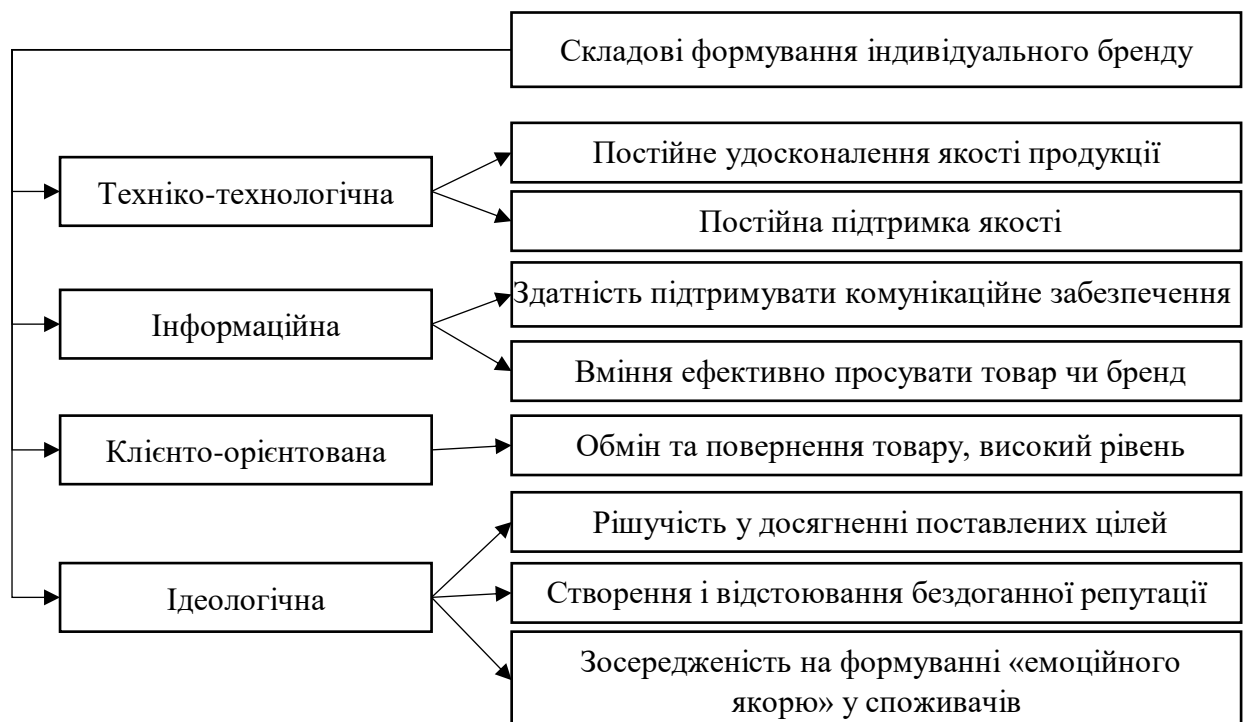 Складові формування індивідуального бренду
Техніко-технологічна
Постійне удосконалення якості продукції
Постійна підтримка якості
Інформаційна
Здатність підтримувати комунікаційне забезпечення
Вміння ефективно просувати товар чи бренд
Клієнто-орієнтована
Обмін та повернення товару, високий рівень
Ідеологічна
Рішучість у досягненні поставлених цілей
Створення і відстоювання бездоганної репутації
Зосередженість на формуванні «емоційного
якорю» у споживачів